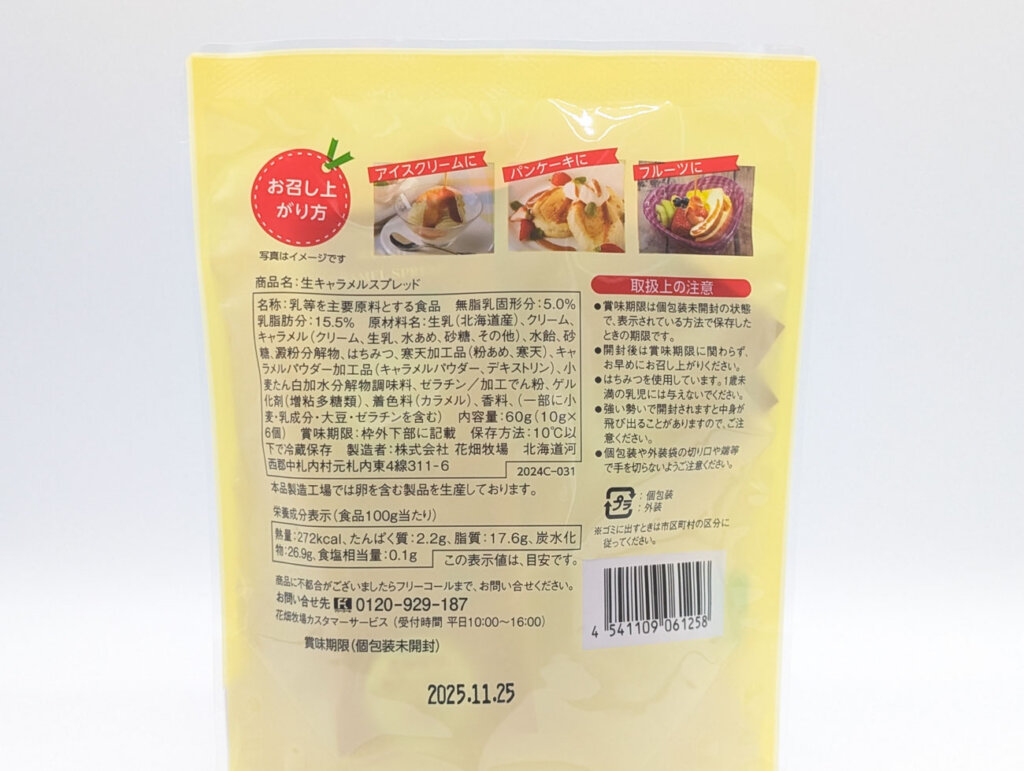 お召し上
がり方
アイスクリームに
パンケーキに
フルーツに
写真はイメージです
商品名:生キャラメルスプレッド
名称:乳等を主要原料とする食品 無脂乳固形分:5.0%
乳脂肪分:15.5% 原材料名:生乳(北海道産)、クリーム、
キャラメル(クリーム、生乳、水あめ、砂糖、その他)、水飴、砂
糖、澱粉分解物、はちみつ、寒天加工品(粉あめ、寒天)、キャ
ラメルパウダー加工品(キャラメルパウダー、デキストリン)、小
麦たん白加水分解物調味料、ゼラチン/加工でん粉、ゲル
化剤(増粘多糖類)、着色料(カラメル)、香料、(一部に小
麦・乳成分・大豆・ゼラチンを含む) 内容量:60g(10g×
6個) 賞味期限:枠外下部に記載 保存方法:10℃以
下で冷蔵保存 製造者:株式会社 花畑牧場 北海道河
西郡中札内村元札内東4線311-6
2024C-031
本品製造工場では卵を含む製品を生産しております。
栄養成分表示(食品100g当たり)
熱量:272kcal、たんぱく質:2.2g、脂質:17.6g、炭水化
物:26.9g、食塩相当量:0.1g
この表示値は、目安です。
商品に不都合がございましたらフリーコールまで、お問い合せください。
お問い合せ先 0120-929-187
花畑牧場カスタマーサービス (受付時間 平日10:00〜16:00)
賞味期限(個包装未開封)
2025.11.25
取扱上の注意
●賞味期限は個包装未開封の状態
で、表示されている方法で保存した
ときの期限です。
●開封後は賞味期限に関わらず、
お早めにお召し上がりください。
●はちみつを使用しています。1歳未
満の乳児には与えないでください。
●強い勢いで開封されますと中身が
飛び出ることがありますので、ご注
意ください。
●個包装や外装袋の切り口や端等
で手を切らないようご注意ください。
プラ
:個包装
:外装
※ゴミに出すときは市区町村の区分に
従ってください。
4 541109 061258